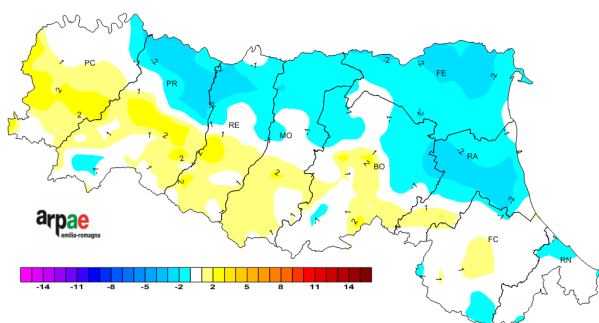 PC
PR
RE
MO
BO
FE
RA
FC
RN
arpae
emilia-romagna
-14 -11 -8 -5 -2 2 5 8 11 14